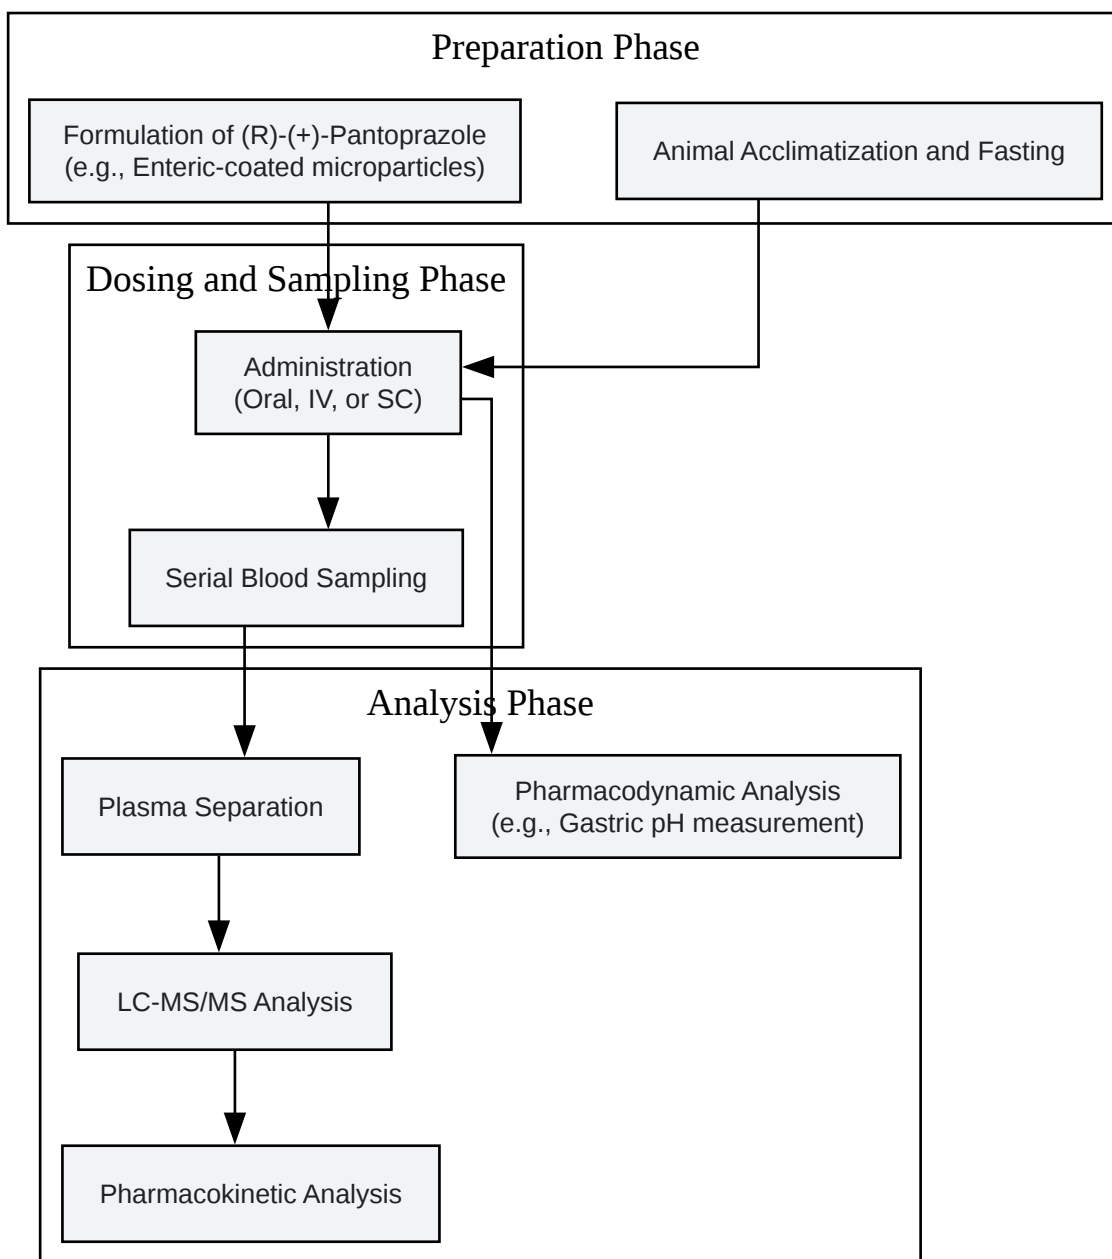 Preparation Phase
Formulation of (R)-(+)-Pantoprazole
(e.g., Enteric-coated microparticles)
Animal Acclimatization and Fasting
Dosing and Sampling Phase
Administration
(Oral, IV, or SC)
Serial Blood Sampling
Analysis Phase
Plasma Separation
Pharmacodynamic Analysis
(e.g., Gastric pH measurement)
LC-MS/MS Analysis
Pharmacokinetic Analysis